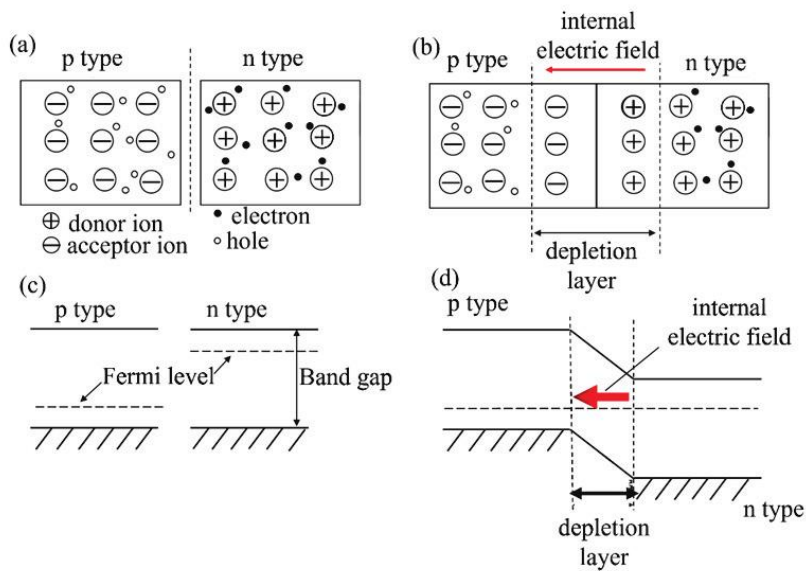 (a)
p type
n type
⊕ donor ion
⊖ acceptor ion
• electron
○ hole
(b)
internal
electric field
p type
n type
depletion
layer
(c)
p type
n type
Fermi level
Band gap
(d)
p type
internal
electric field
depletion
layer
n type